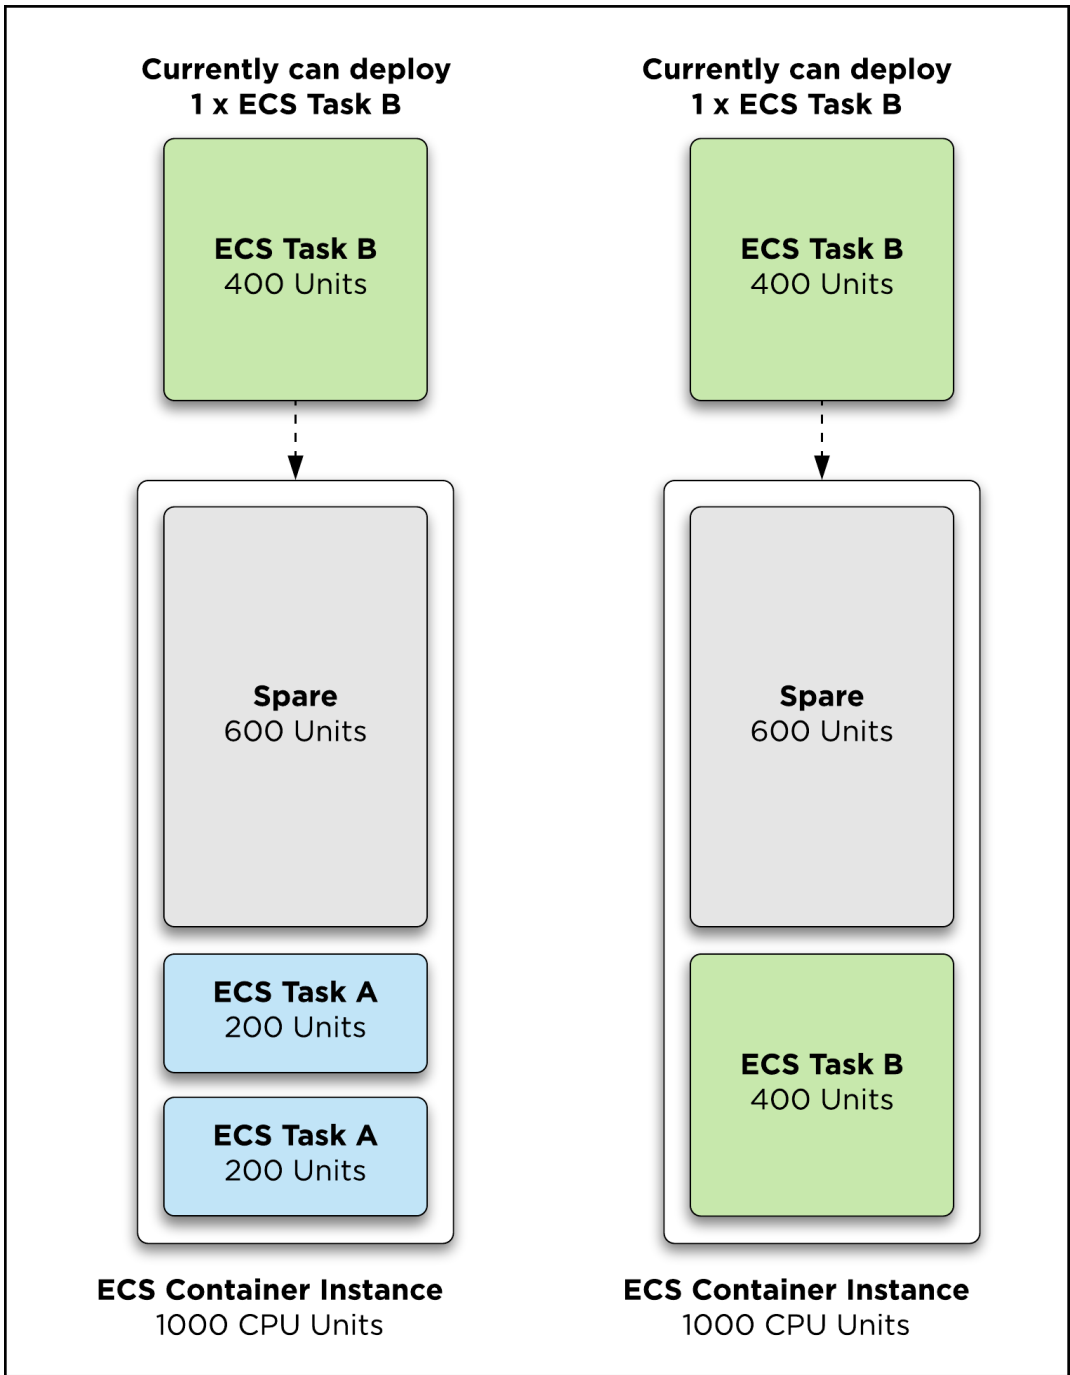 Currently can deploy
1 x ECS Task B
ECS Task B
400 Units
Spare
600 Units
ECS Task A
200 Units
ECS Task A
200 Units
ECS Container Instance
1000 CPU Units
Currently can deploy
1 x ECS Task B
ECS Task B
400 Units
Spare
600 Units
ECS Task B
400 Units
ECS Container Instance
1000 CPU Units